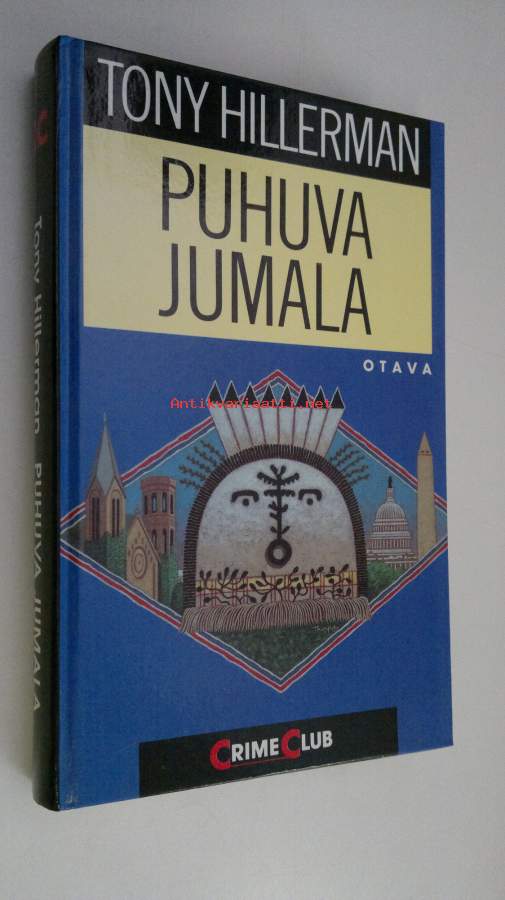 TONY HILLERMAN
PUHUVA
JUMALA
OTAVA
Antikvariaatti.net
CRIME CLUB
C
Tony Hillerman PUHUVA JUMALA